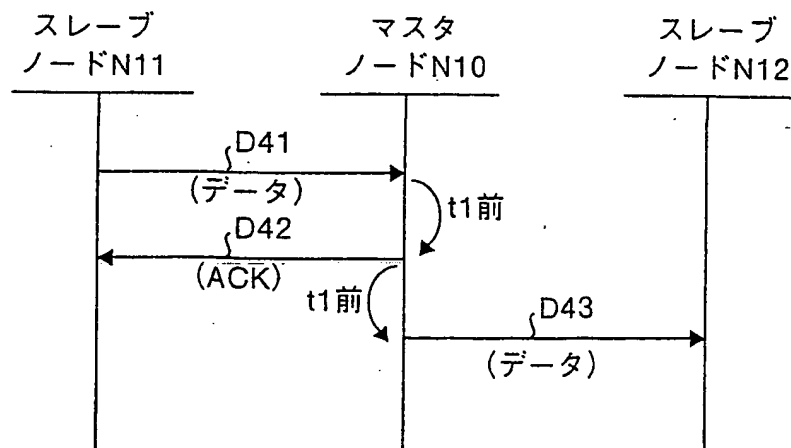 スレーブ
ノードN11
マスタ
ノードN10
スレーブ
ノードN12
D41
(データ)
t1前
D42
(ACK)
t1前
D43
(データ)